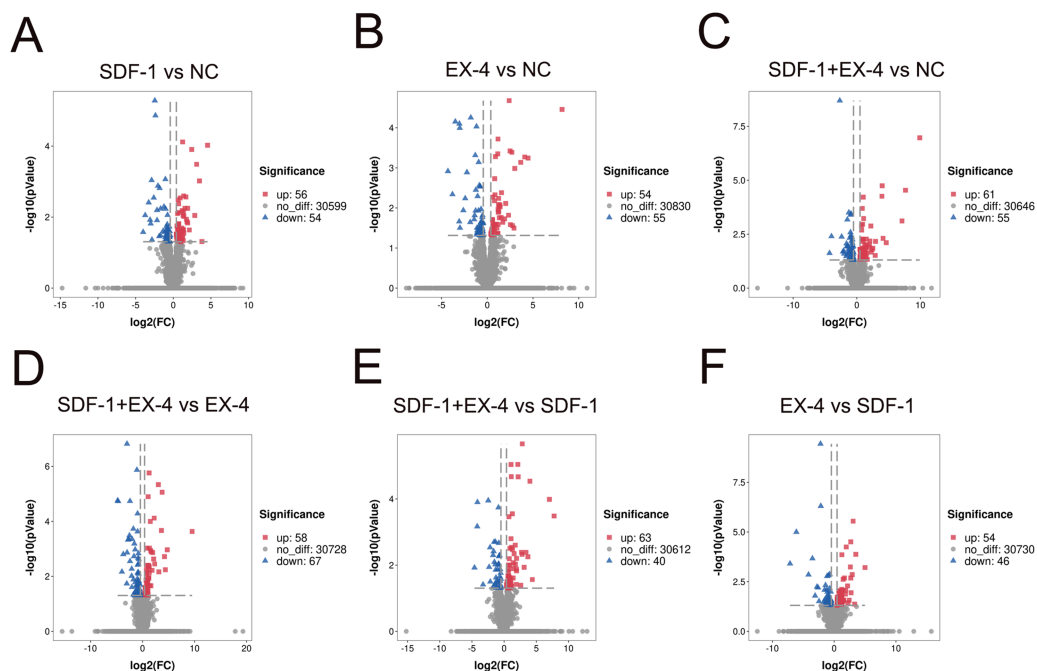 A
SDF-1 vs NC
-log10(pValue)
4
2
0
-15
-10
-5
0
5
10
log2(FC)
Significance
up: 56
no_diff: 30599
down: 54
B
EX-4 vs NC
-log10(pValue)
4
3
2
1
0
-5
0
5
10
log2(FC)
Significance
up: 54
no_diff: 30830
down: 55
C
SDF-1+EX-4 vs NC
-log10(pValue)
7.5
5.0
2.5
0.0
-10
0
10
log2(FC)
Significance
up: 61
no_diff: 30646
down: 55
D
SDF-1+EX-4 vs EX-4
-log10(pValue)
6
4
2
0
-10
0
10
20
log2(FC)
Significance
up: 58
no_diff: 30728
down: 67
E
SDF-1+EX-4 vs SDF-1
-log10(pValue)
4
2
0
-15
-10
-5
0
5
10
log2(FC)
Significance
up: 63
no_diff: 30612
down: 40
F
EX-4 vs SDF-1
-log10(pValue)
7.5
5.0
2.5
0.0
-10
0
10
log2(FC)
Significance
up: 54
no_diff: 30730
down: 46